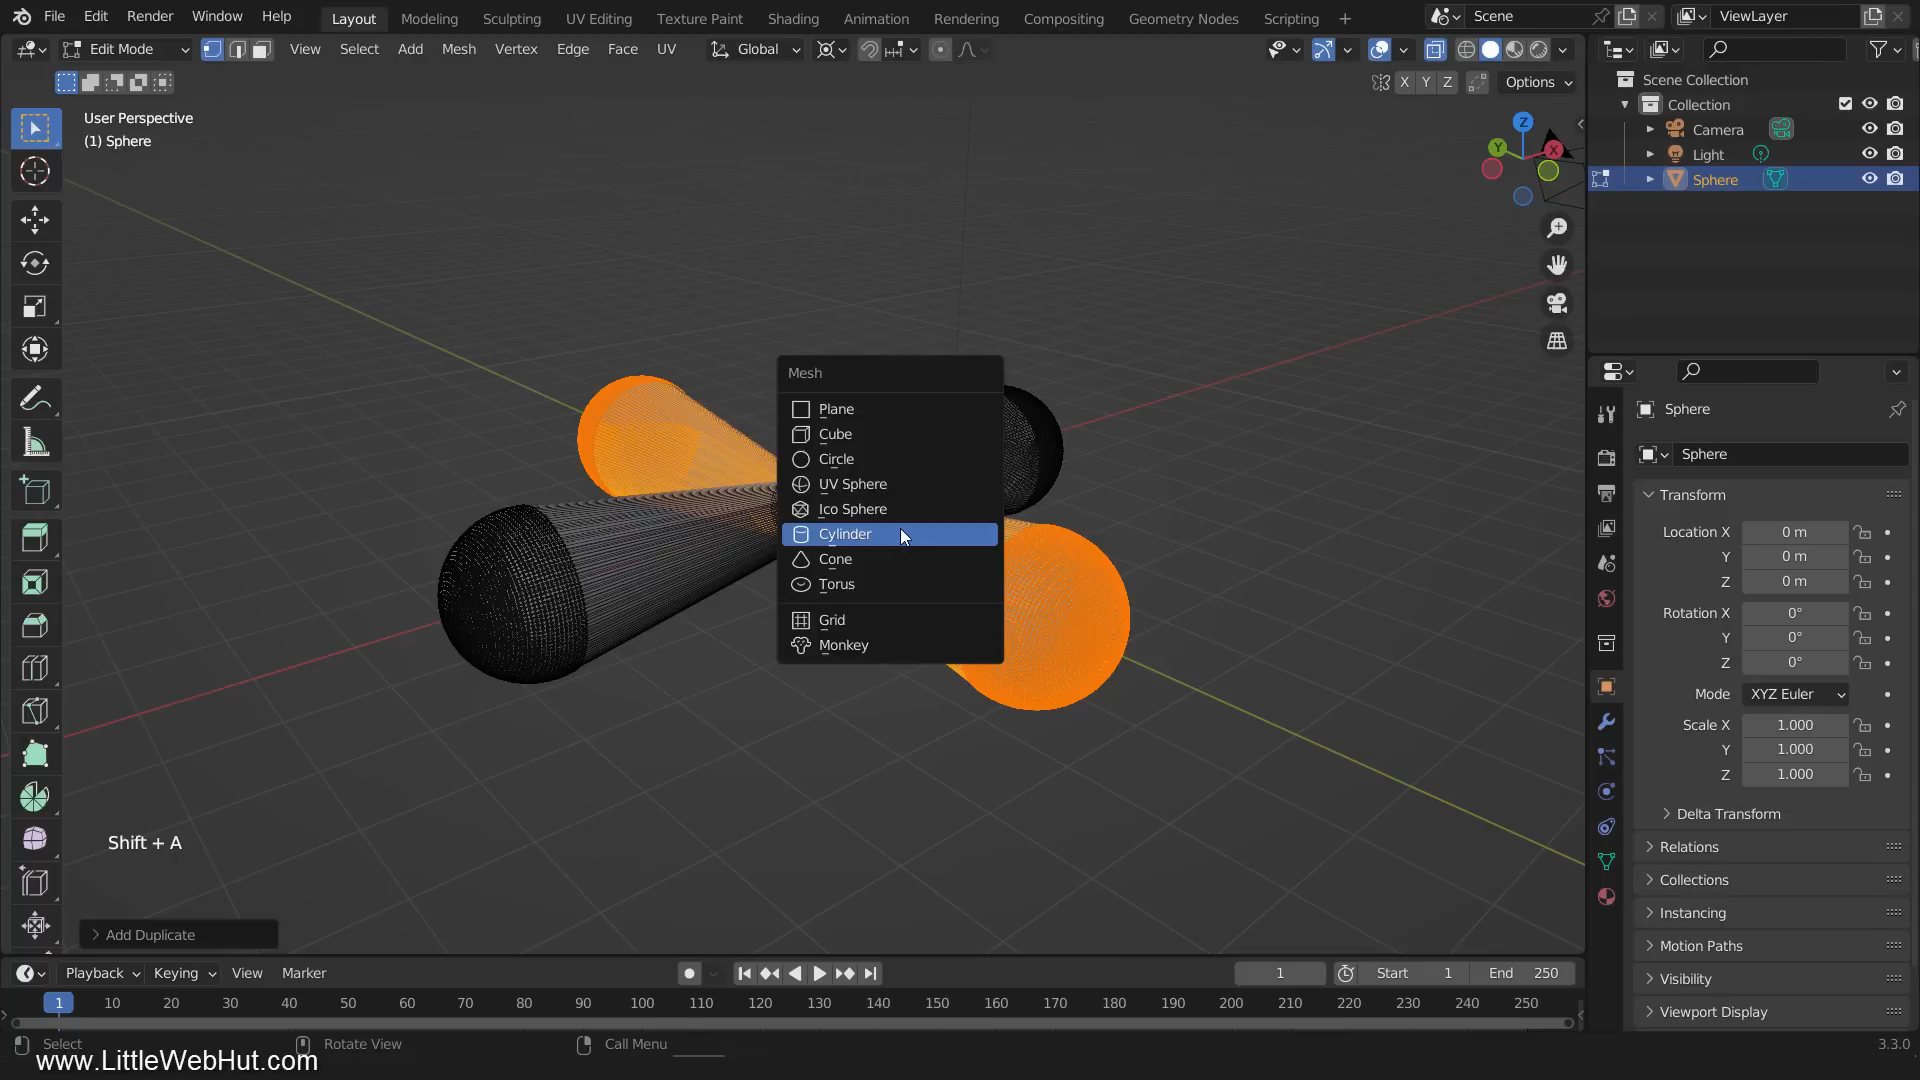 File Edit Render Window Help Layout Modeling Sculpting UV Editing Texture Paint Shading Animation Rendering Compositing Geometry Nodes Scripting + Scene ViewLayer
Edit Mode View Select Add Mesh Vertex Edge Face UV Global
X Y Z Options
User Perspective
(1) Sphere
Z
Y
X
Scene Collection
Collection
Camera
Light
Sphere
Mesh
Plane
Cube
Circle
UV Sphere
Ico Sphere
Cylinder
Cone
Torus
Grid
Monkey
Sphere
Sphere
Transform
Location X 0 m
Y 0 m
Z 0 m
Rotation X 0°
Y 0°
Z 0°
Mode XYZ Euler
Scale X 1.000
Y 1.000
Z 1.000
Delta Transform
Relations
Collections
Instancing
Motion Paths
Visibility
Viewport Display
Shift + A
Add Duplicate
Playback Keying View Marker 1 Start 1 End 250
1 10 20 30 40 50 60 70 80 90 100 110 120 130 140 150 160 170 180 190 200 210 220 230 240 250
Select Rotate View Call Menu 3.3.0
www.LittleWebHut.com